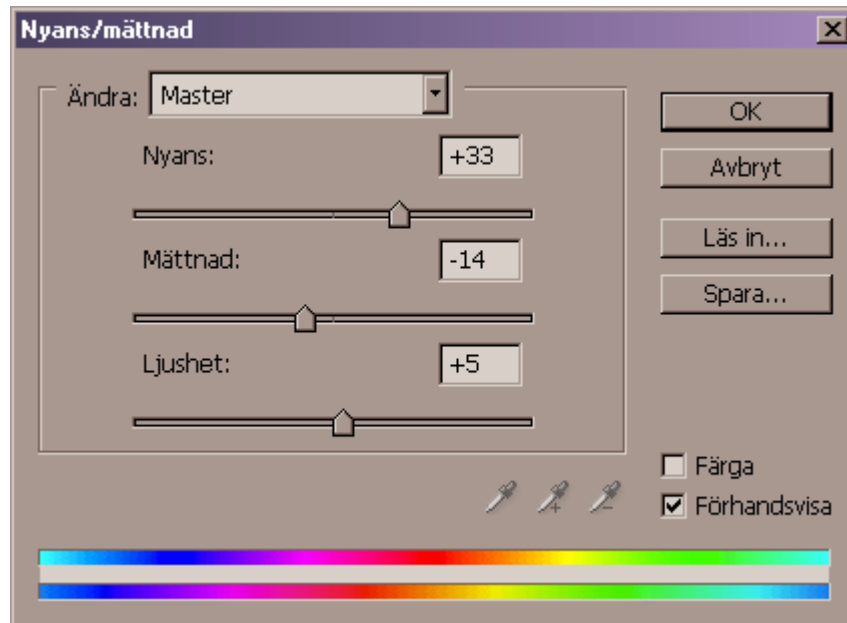 Nyans/mättnad
Ändra: Master
Nyans: +33
Mättnad: -14
Ljushet: +5
OK
Avbryt
Läs in...
Spara...
Färga
Förhandsvisa